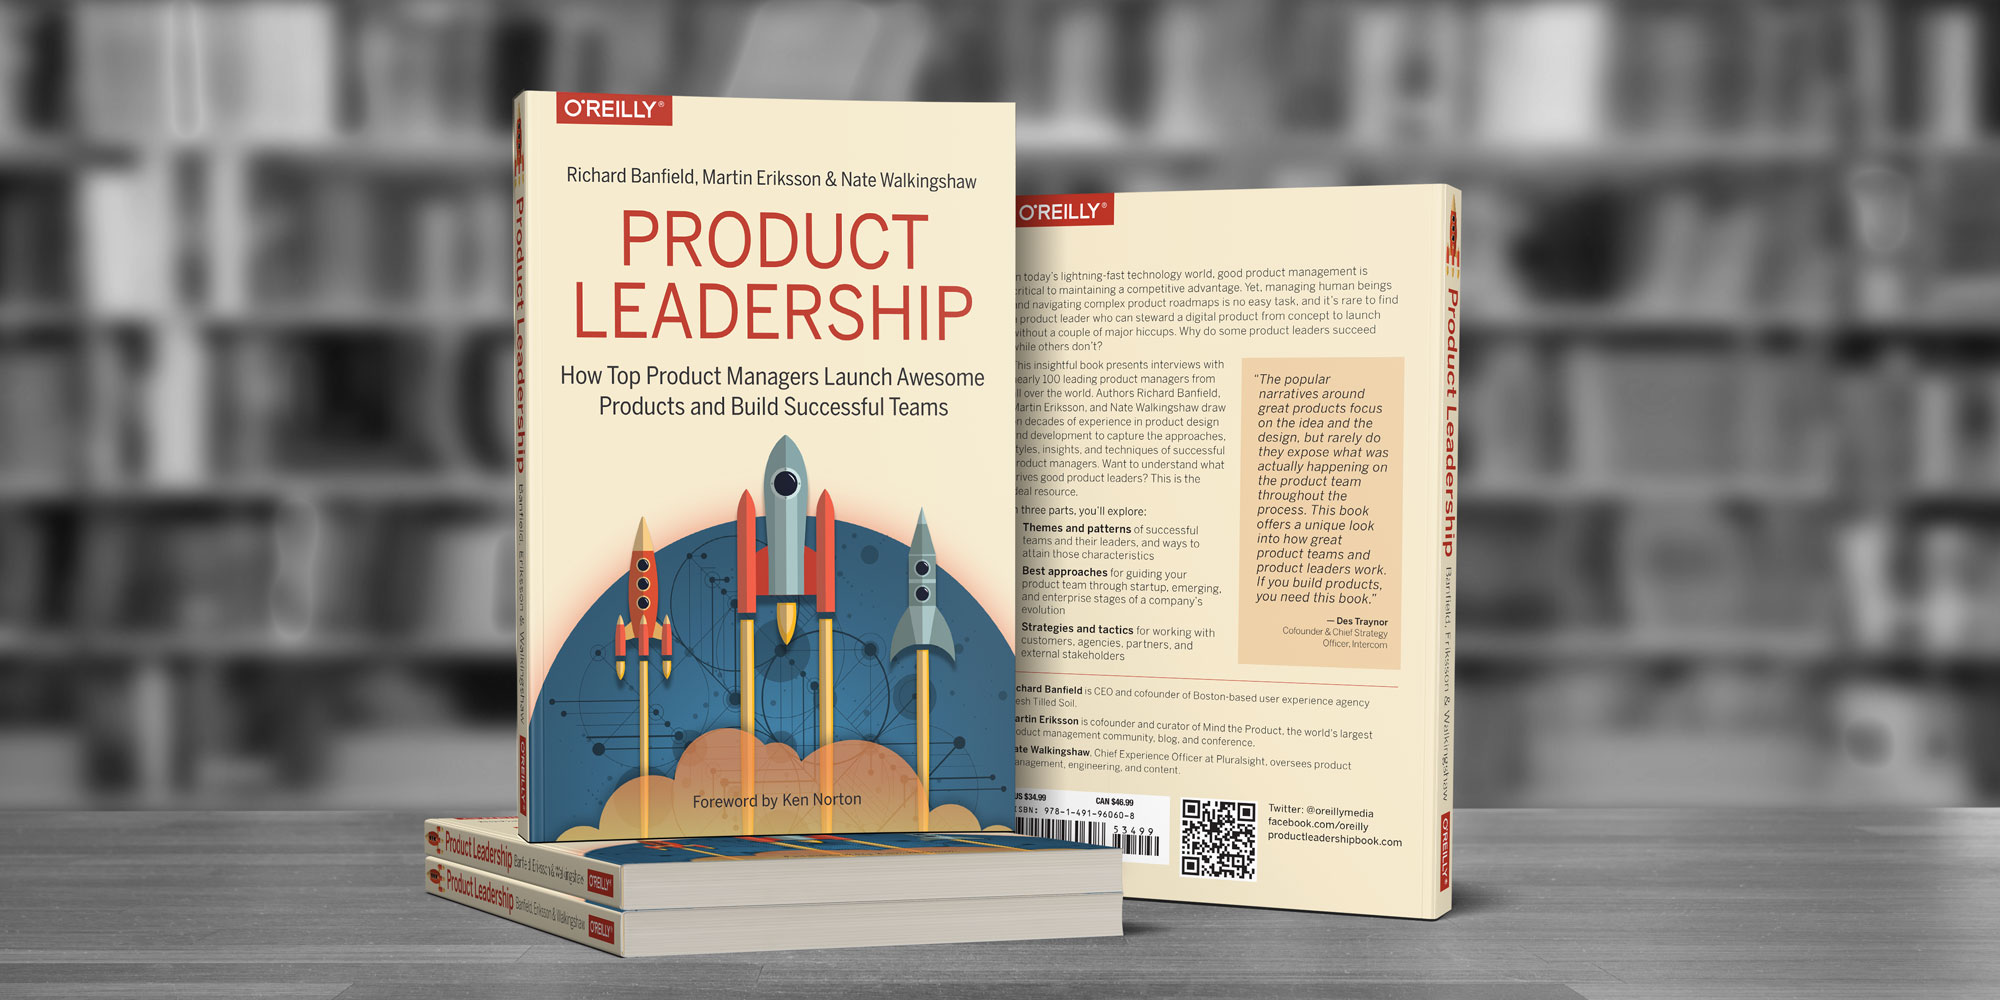 O'REILLY®
Richard Banfield, Martin Eriksson & Nate Walkingshaw
PRODUCT
LEADERSHIP
How Top Product Managers Launch Awesome
Products and Build Successful Teams
Foreword by Ken Norton
Product Leadership Banfield, Eriksson & Walkingshaw O'REILLY
Product Leadership Banfield, Eriksson & Walkingshaw O'REILLY®
Product Leadership Banfield, Eriksson & Walkingshaw O'REILLY®
O'REILLY®
n today's lightning-fast technology world, good product management is
ritical to maintaining a competitive advantage. Yet, managing human beings
nd navigating complex product roadmaps is no easy task, and it's rare to find
product leader who can steward a digital product from concept to launch
ithout a couple of major hiccups. Why do some product leaders succeed
hile others don't?
his insightful book presents interviews with
early 100 leading product managers from
ll over the world. Authors Richard Banfield,
Martin Eriksson, and Nate Walkingshaw draw
n decades of experience in product design
nd development to capture the approaches,
tyles, insights, and techniques of successful
roduct managers. Want to understand what
rives good product leaders? This is the
deal resource.
three parts, you'll explore:
Themes and patterns of successful
teams and their leaders, and ways to
attain those characteristics
Best approaches for guiding your
product team through startup, emerging,
and enterprise stages of a company's
evolution
Strategies and tactics for working with
customers, agencies, partners, and
external stakeholders
"The popular
narratives around
great products focus
on the idea and the
design, but rarely do
they expose what was
actually happening on
the product team
throughout the
process. This book
offers a unique look
into how great
product teams and
product leaders work.
If you build products,
you need this book."
— Des Traynor
Cofounder & Chief Strategy
Officer, Intercom
ichard Banfield is CEO and cofounder of Boston-based user experience agency
esh Tilled Soil.
artin Eriksson is cofounder and curator of Mind the Product, the world's largest
oduct management community, blog, and conference.
ate Walkingshaw, Chief Experience Officer at Pluralsight, oversees product
anagement, engineering, and content.
US $34.99 CAN $46.99
ISBN: 978-1-491-96060-8
53499
Twitter: @oreillymedia
facebook.com/oreilly
productleadershipbook.com
Product Leadership Banfield, Eriksson & Walkingshaw O'REILLY®